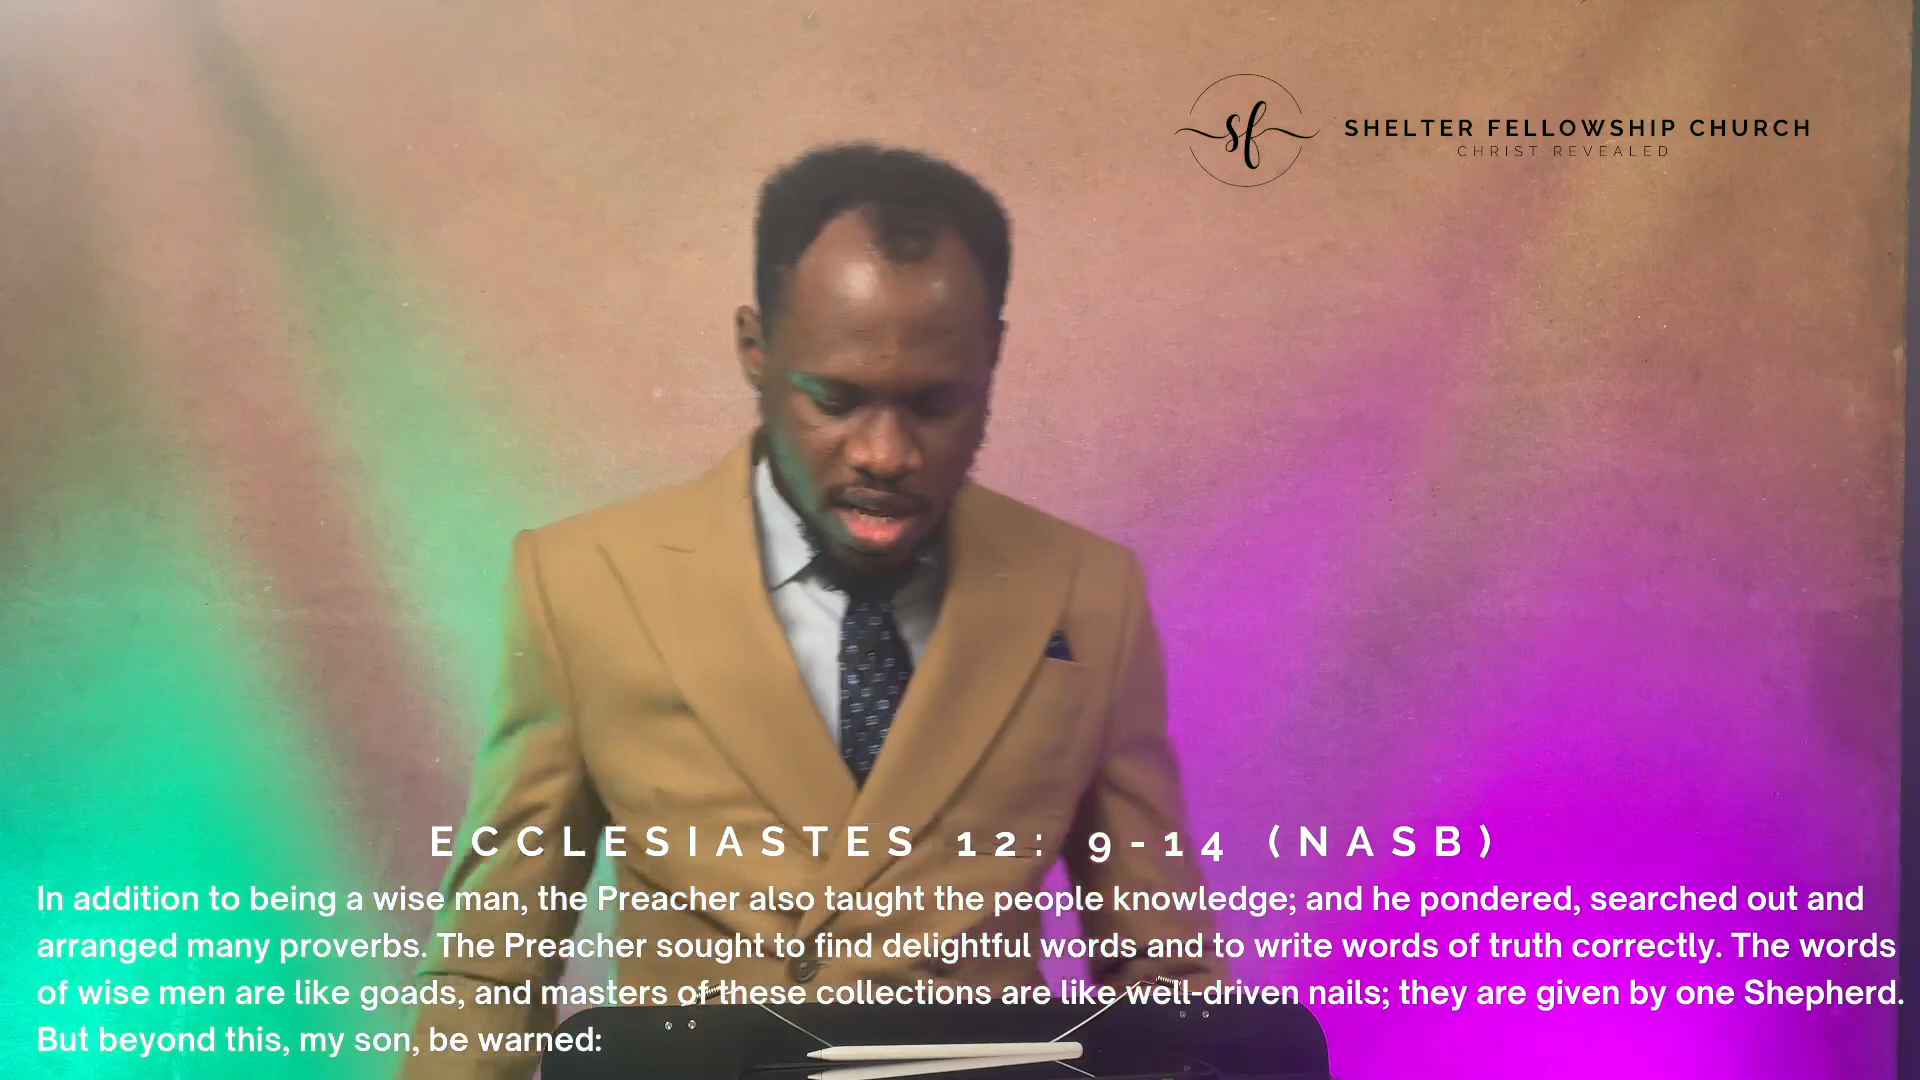 sf
SHELTER FELLOWSHIP CHURCH
CHRIST REVEALED
ECCLESIASTES 12: 9-14 (NASB)
In addition to being a wise man, the Preacher also taught the people knowledge; and he pondered, searched out and
arranged many proverbs. The Preacher sought to find delightful words and to write words of truth correctly. The words
of wise men are like goads, and masters of these collections are like well-driven nails; they are given by one Shepherd.
But beyond this, my son, be warned: